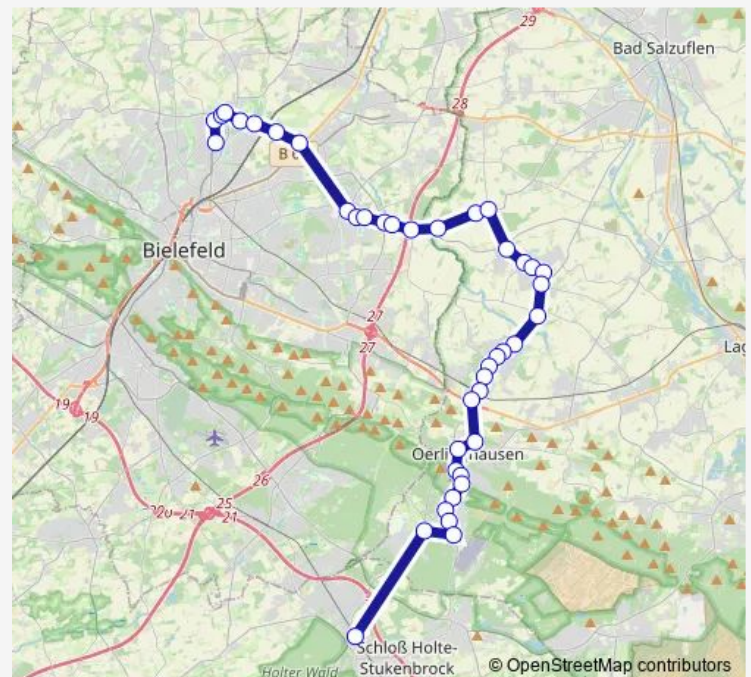 29
Bad Salzuflen
28
B 6
Bielefeld
27
27
Lag
19
19
Oerlinghausen
26
25
20 21
21
Schloß Holte-
Stukenbrock
Holter Wald
© OpenStreetMap contributors